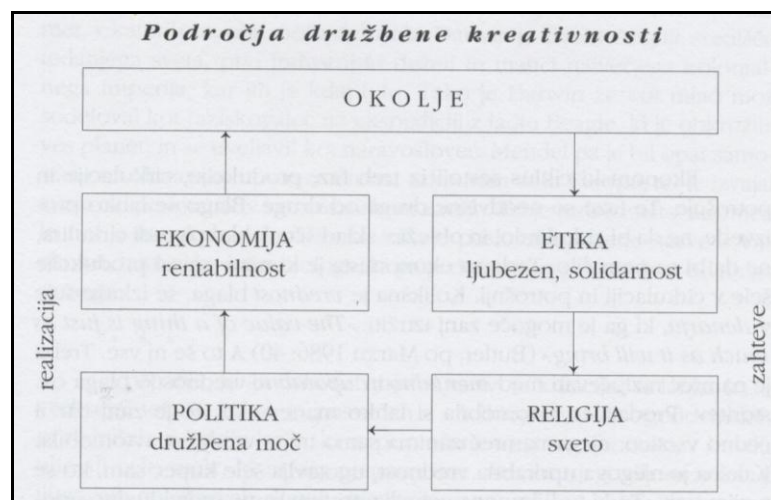 Področja družbene kreativnosti
OKOLJE
EKONOMIJA
rentabilnost
ETIKA
ljubezen, solidarnost
realizacija
zahteve
POLITIKA
družbena moč
RELIGIJA
sveto